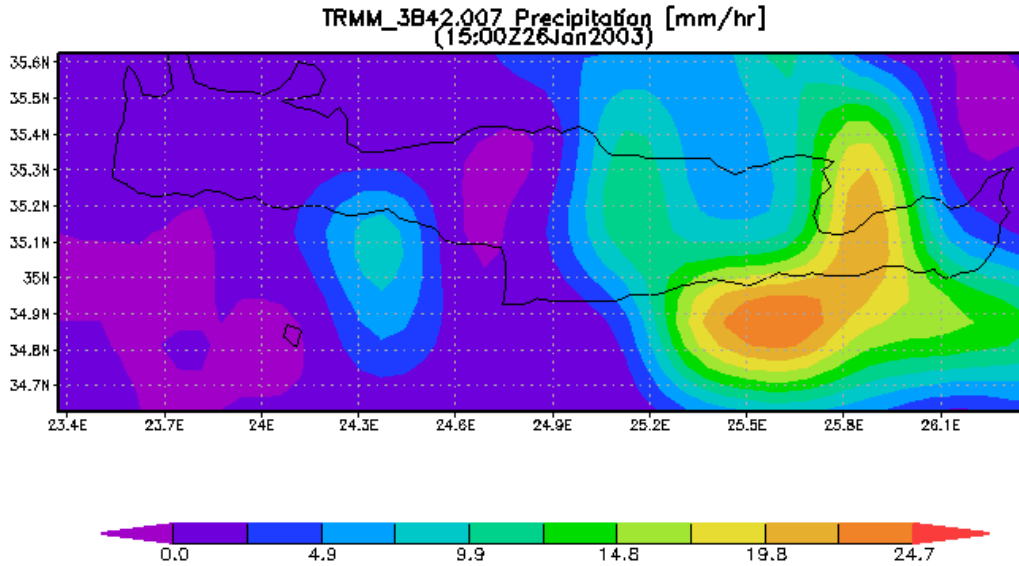 TRMM_3B42.007 Precipitation [mm/hr]
(15:00Z26Jan2003)
35.6N
35.5N
35.4N
35.3N
35.2N
35.1N
35N
34.9N
34.8N
34.7N
23.4E 23.7E 24E 24.3E 24.6E 24.9E 25.2E 25.5E 25.8E 26.1E
0.0 4.9 9.9 14.8 19.8 24.7